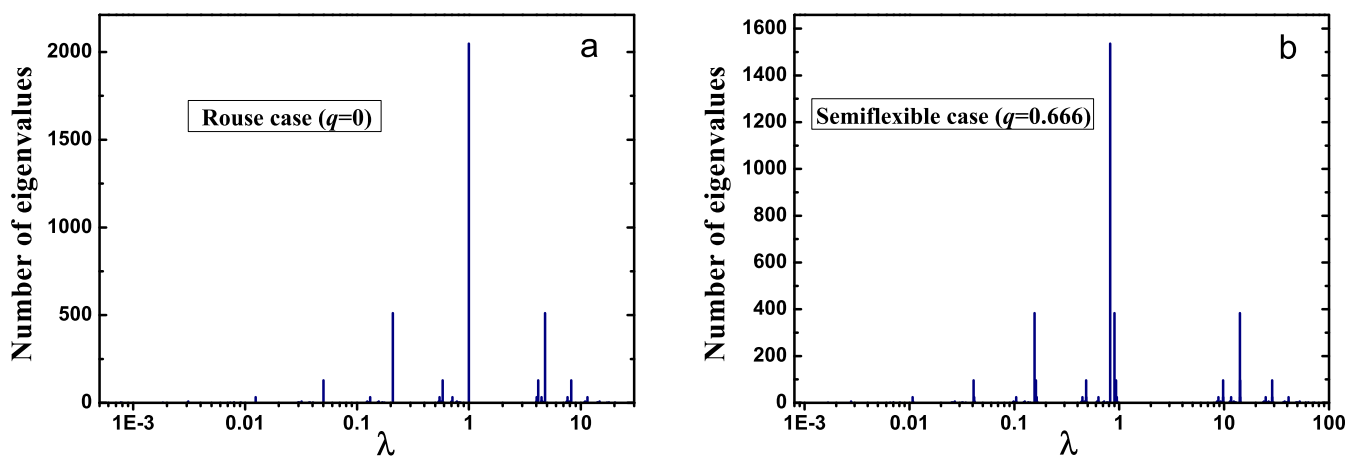 a
Rouse case (q=0)
Number of eigenvalues
2000
1500
1000
500
0
1E-3
0.01
0.1
1
10
λ
b
Semiflexible case (q=0.666)
Number of eigenvalues
1600
1400
1200
1000
800
600
400
200
0
1E-3
0.01
0.1
1
10
100
λ